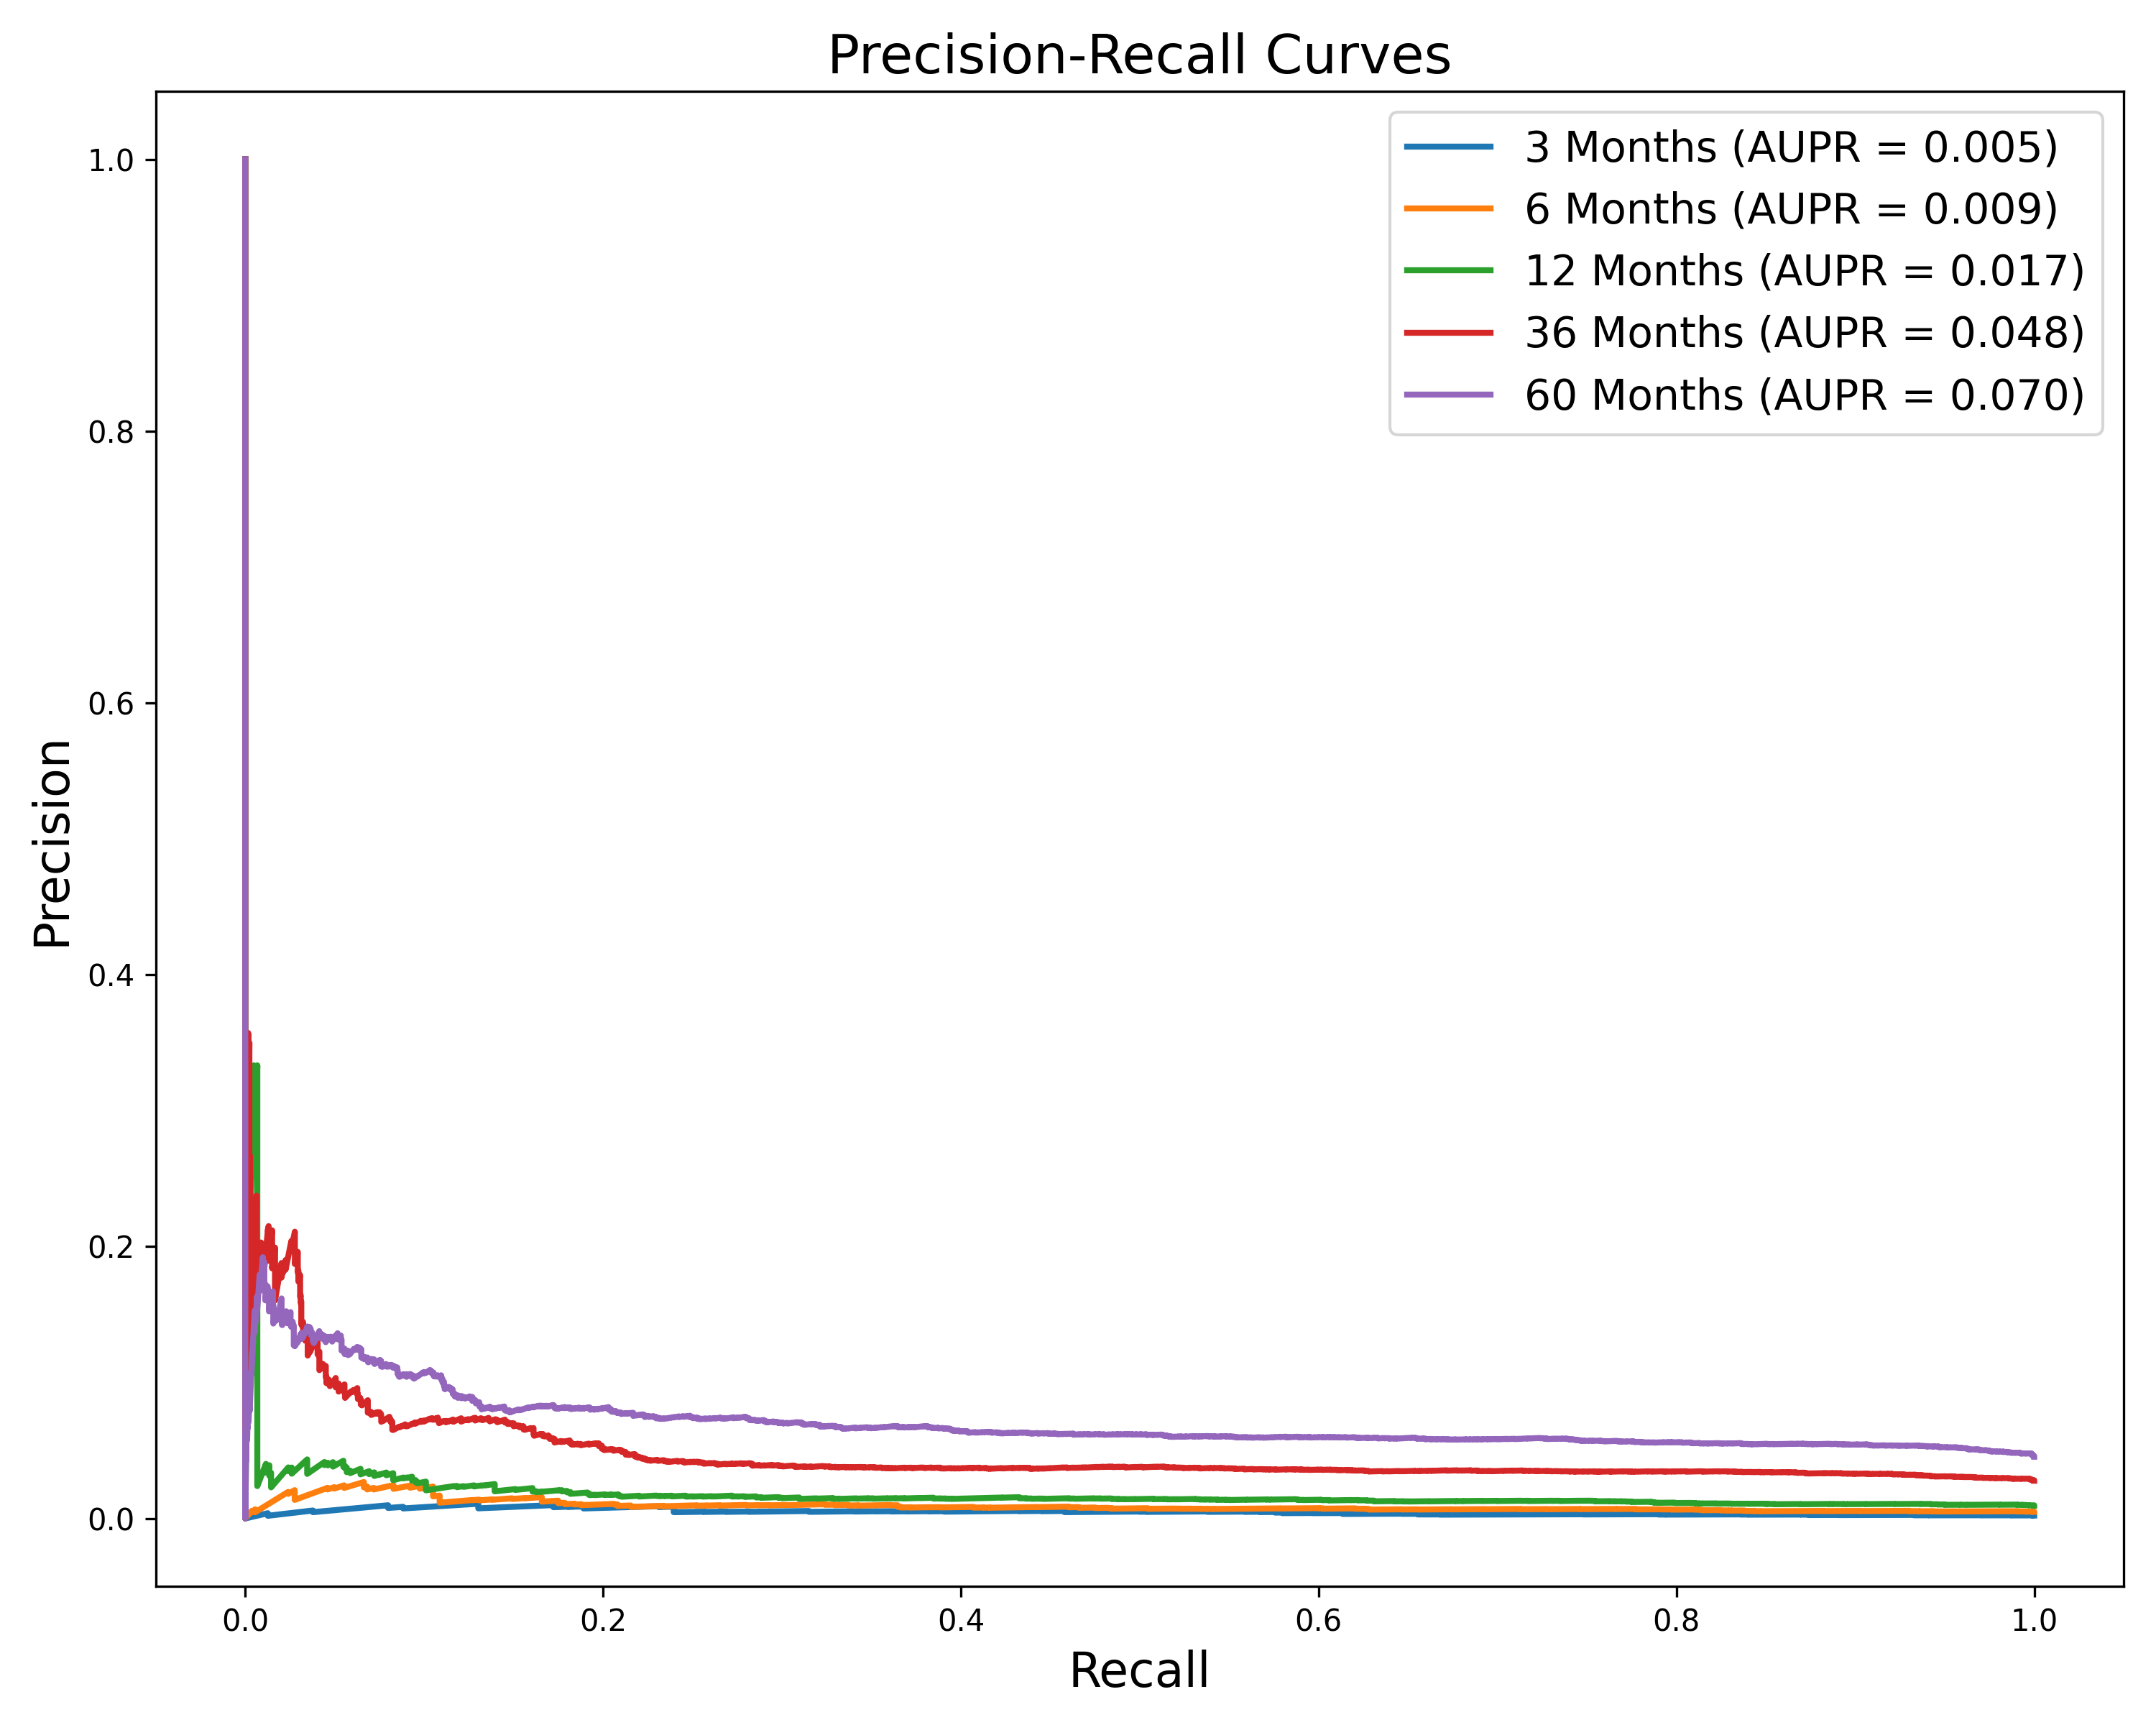 Precision-Recall Curves
3 Months (AUPR = 0.005)
6 Months (AUPR = 0.009)
12 Months (AUPR = 0.017)
36 Months (AUPR = 0.048)
60 Months (AUPR = 0.070)
Precision
1.0
0.8
0.6
0.4
0.2
0.0
0.0 0.2 0.4 0.6 0.8 1.0
Recall